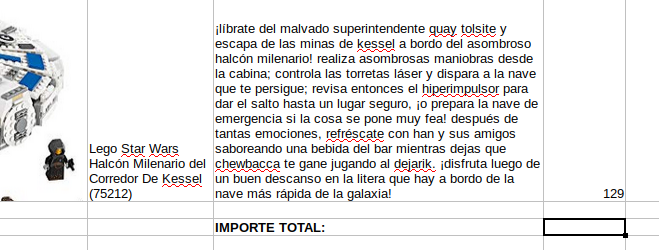 ¡líbrate del malvado superintendente quay tolsite y
escapa de las minas de kessel a bordo del asombroso
halcón milenario! realiza asombrosas maniobras desde
la cabina; controla las torretas láser y dispara a la nave
que te persigue; revisa entonces el hiperimpulsor para
dar el salto hasta un lugar seguro, ¡o prepara la nave de
emergencia si la cosa se pone muy fea! después de
tantas emociones, refréscate con han y sus amigos
saboreando una bebida del bar mientras dejas que
chewbacca te gane jugando al dejarik. ¡disfruta luego de
un buen descanso en la litera que hay a bordo de la
nave más rápida de la galaxia!
Lego Star Wars
Halcón Milenario del
Corredor De Kessel
(75212)
129
IMPORTE TOTAL: